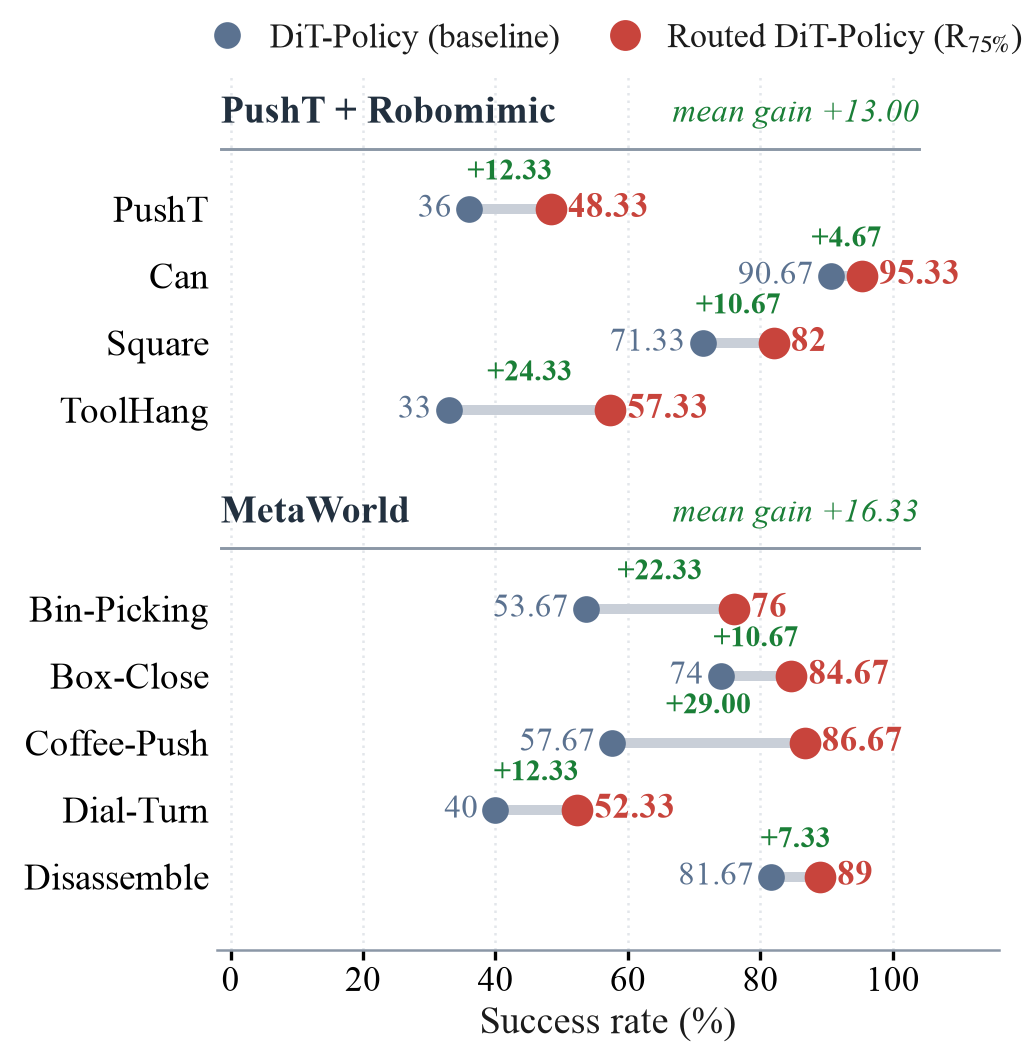 DiT-Policy (baseline) Routed DiT-Policy (R75%)
PushT + Robomimic mean gain +13.00
+12.33
PushT 36 48.33
+4.67
Can 90.67 95.33
+10.67
Square 71.33 82
+24.33
ToolHang 33 57.33
MetaWorld mean gain +16.33
+22.33
Bin-Picking 53.67 76
+10.67
Box-Close 74 84.67
+29.00
Coffee-Push 57.67 86.67
+12.33
Dial-Turn 40 52.33
+7.33
Disassemble 81.67 89
0 20 40 60 80 100
Success rate (%)